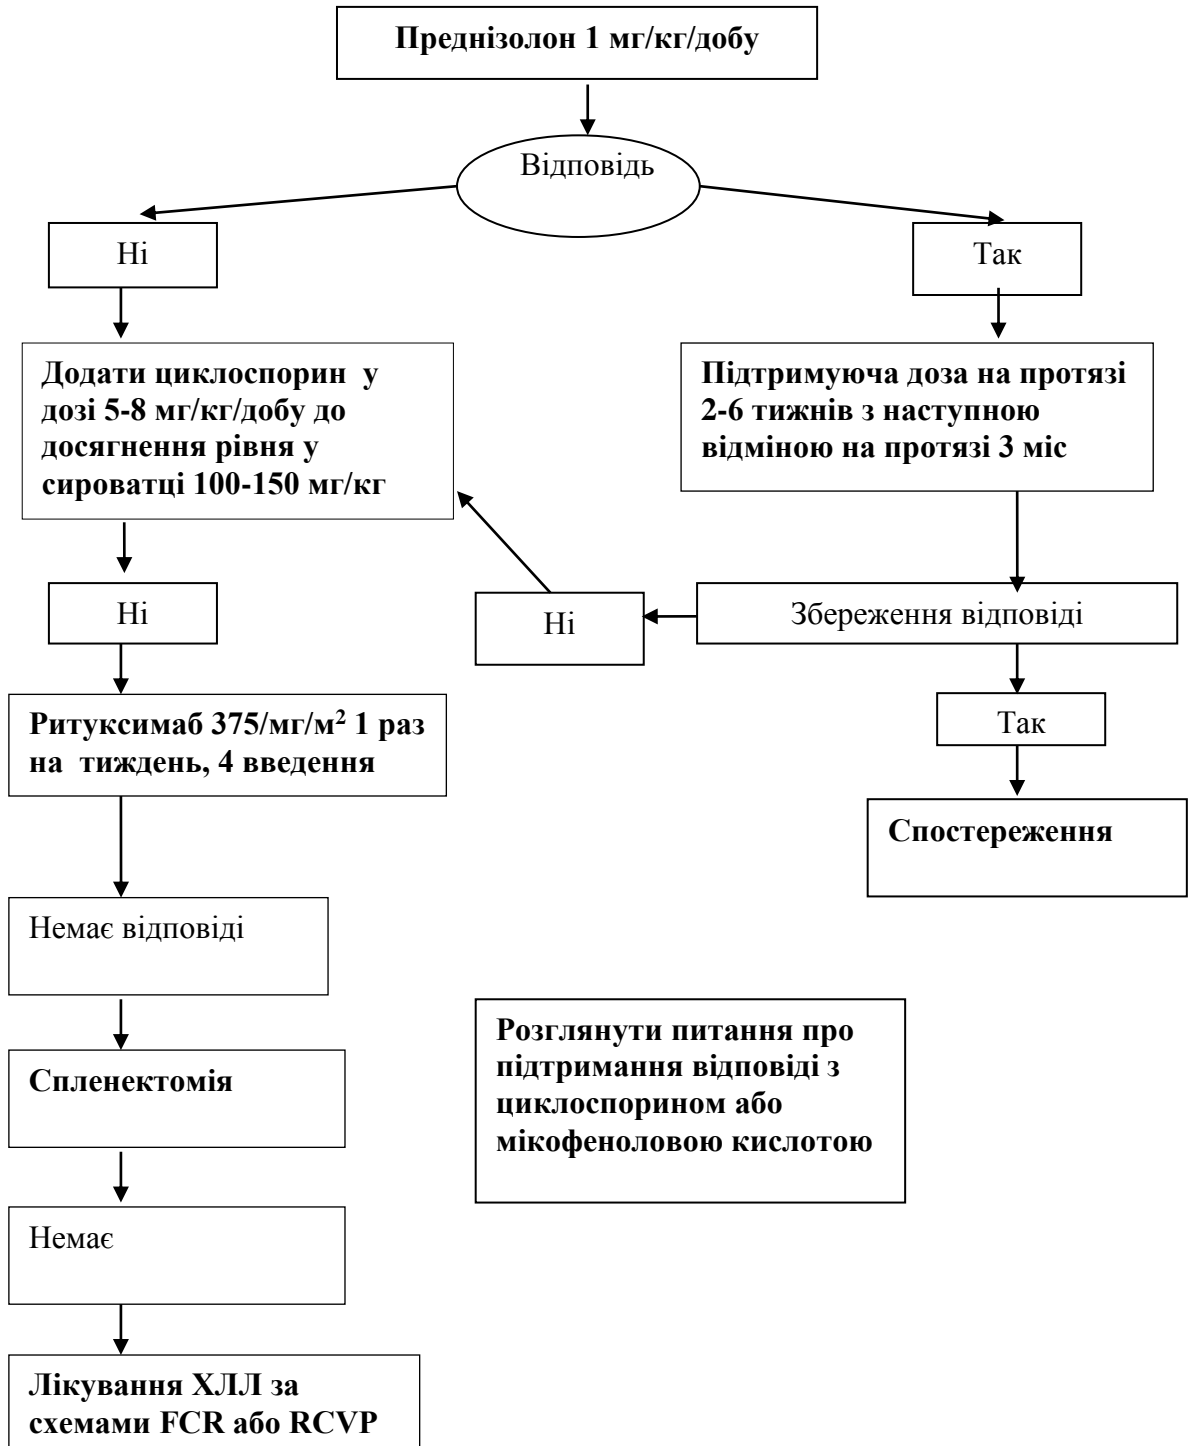 Преднізолон 1 мг/кг/добу
Відповідь
Ні
Так
Додати циклоспорин у
дозі 5-8 мг/кг/добу до
досягнення рівня у
сироватці 100-150 мг/кг
Підтримуюча доза на протязі
2-6 тижнів з наступною
відміною на протязі 3 міс
Ні
Ні
Збереження відповіді
Ритуксимаб 375/мг/м² 1 раз
на тиждень, 4 введення
Так
Спостереження
Немає відповіді
Розглянути питання про
підтримання відповіді з
циклоспорином або
мікофеноловою кислотою
Спленектомія
Немає
Лікування ХЛЛ за
схемами FCR або RCVP